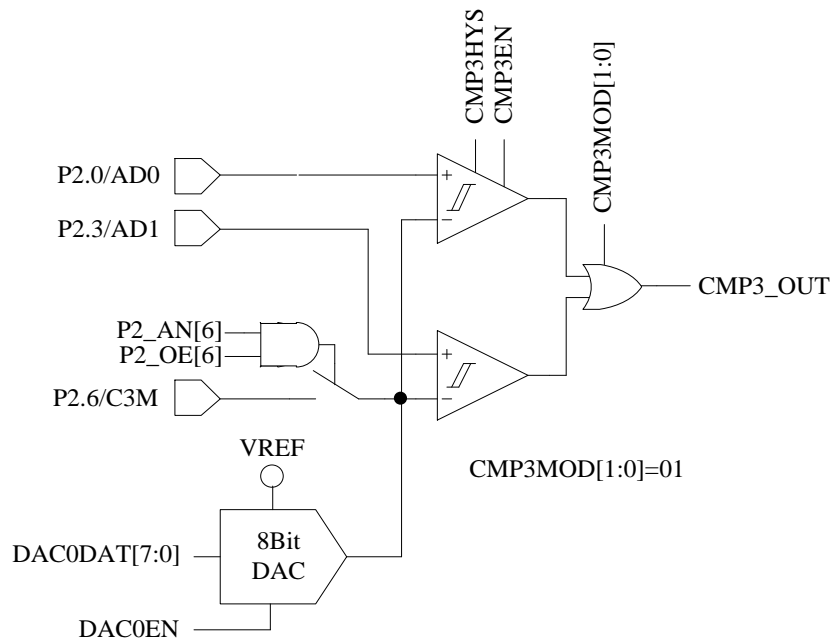 CMP3HYS
CMP3EN
CMP3MOD[1:0]
P2.0/AD0
+
−
P2.3/AD1
CMP3_OUT
P2_AN[6]
P2_OE[6]
+
−
P2.6/C3M
VREF
CMP3MOD[1:0]=01
DAC0DAT[7:0]
8Bit
DAC
DAC0EN